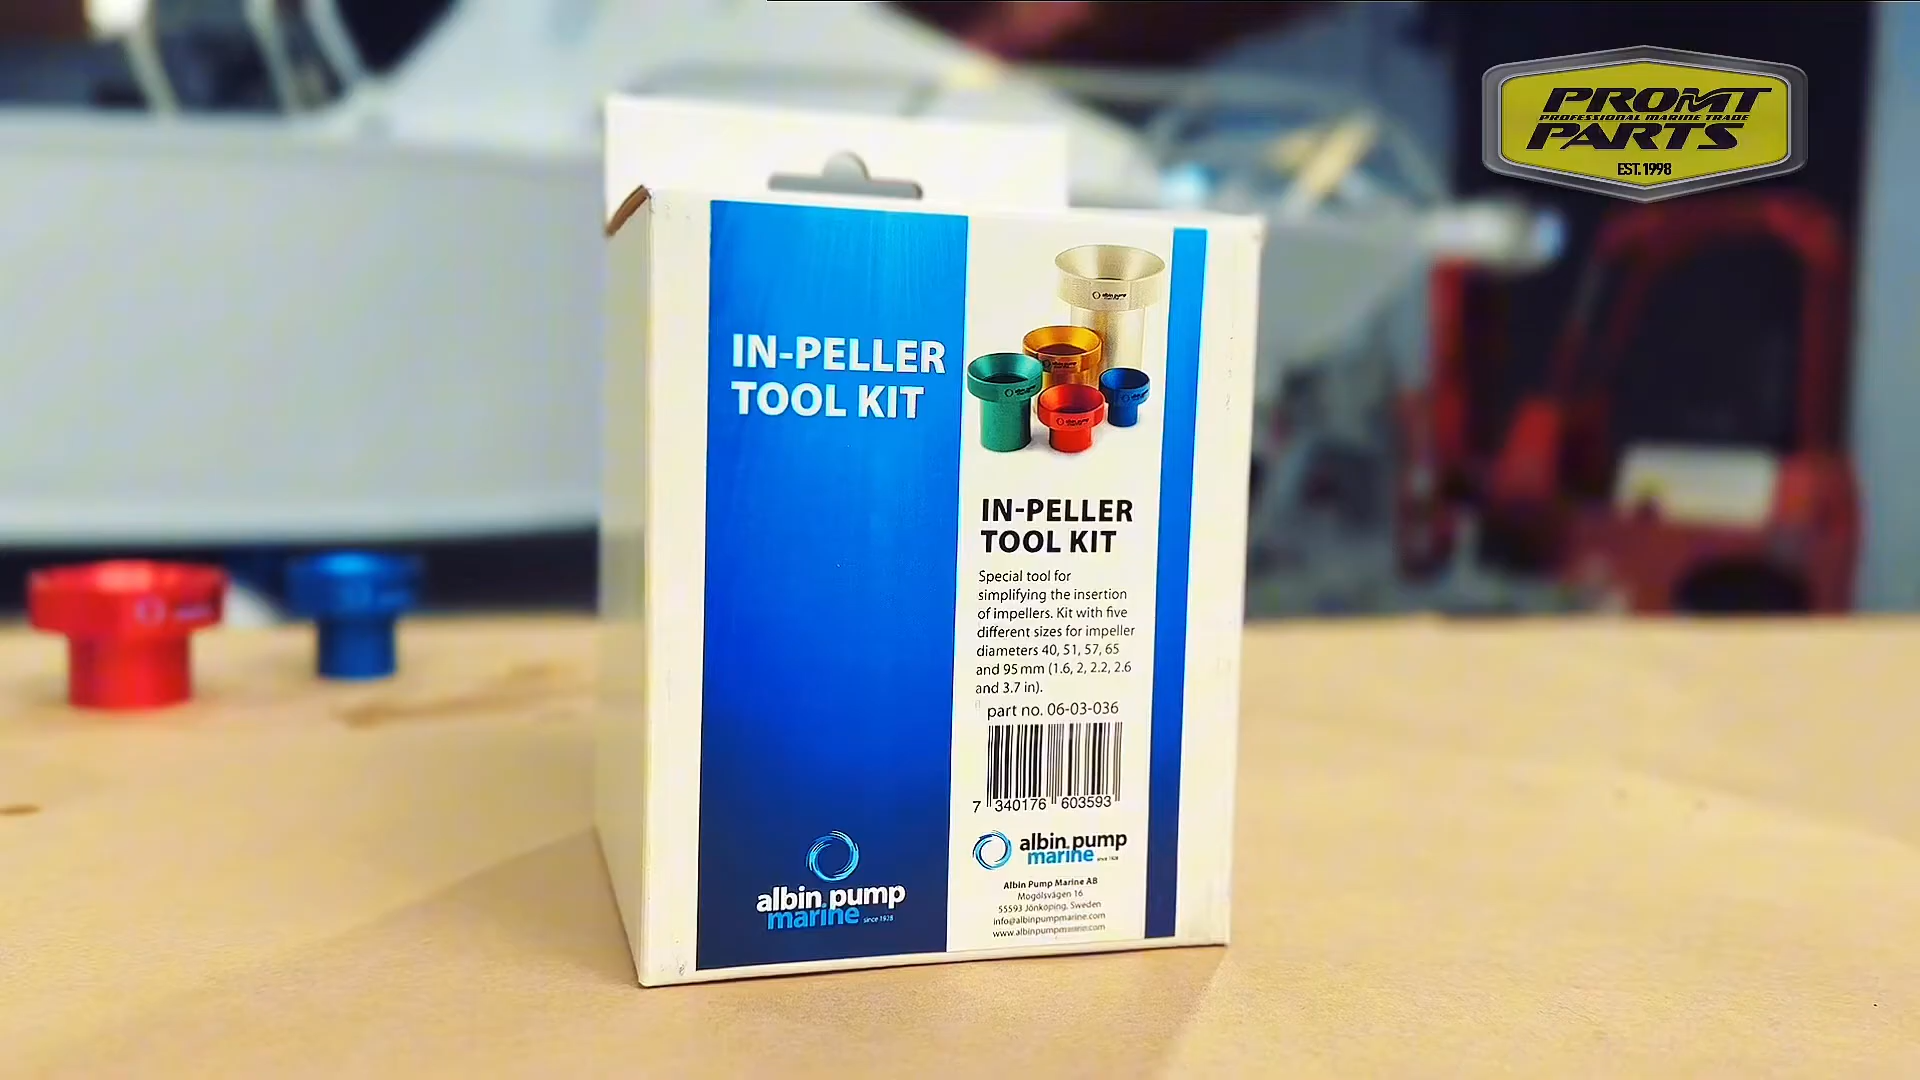 PROMT
PROFESSIONAL MARINE TRADE
PARTS
EST. 1998
IN-PELLER
TOOL KIT
albin pump
marine since 1928
albin pump
IN-PELLER
TOOL KIT
Special tool for
simplifying the insertion
of impellers. Kit with five
different sizes for impeller
diameters 40, 51, 57, 65
and 95 mm (1.6, 2, 2.2, 2.6
and 3.7 in).
part no. 06-03-036
7 340176 603593
albin pump
marine since 1928
Albin Pump Marine AB
Mogölsvägen 16
55593 Jönköping, Sweden
info@albinpumpmarine.com
www.albinpumpmarine.com